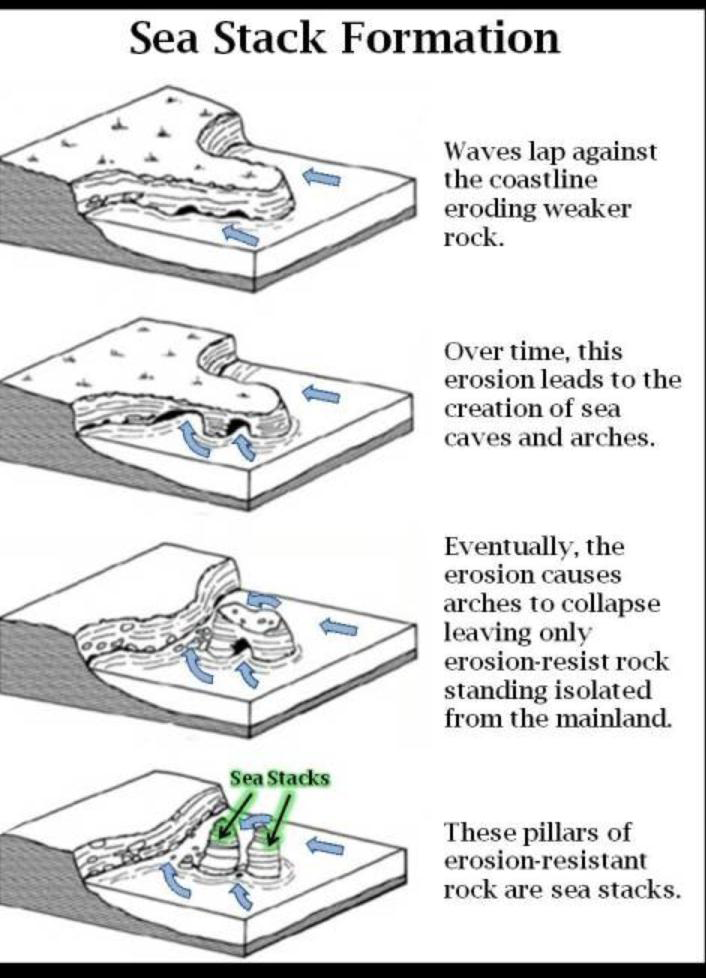 Sea Stack Formation
Waves lap against
the coastline
eroding weaker
rock.
Over time, this
erosion leads to the
creation of sea
caves and arches.
Eventually, the
erosion causes
arches to collapse
leaving only
erosion-resist rock
standing isolated
from the mainland.
Sea Stacks
These pillars of
erosion-resistant
rock are sea stacks.